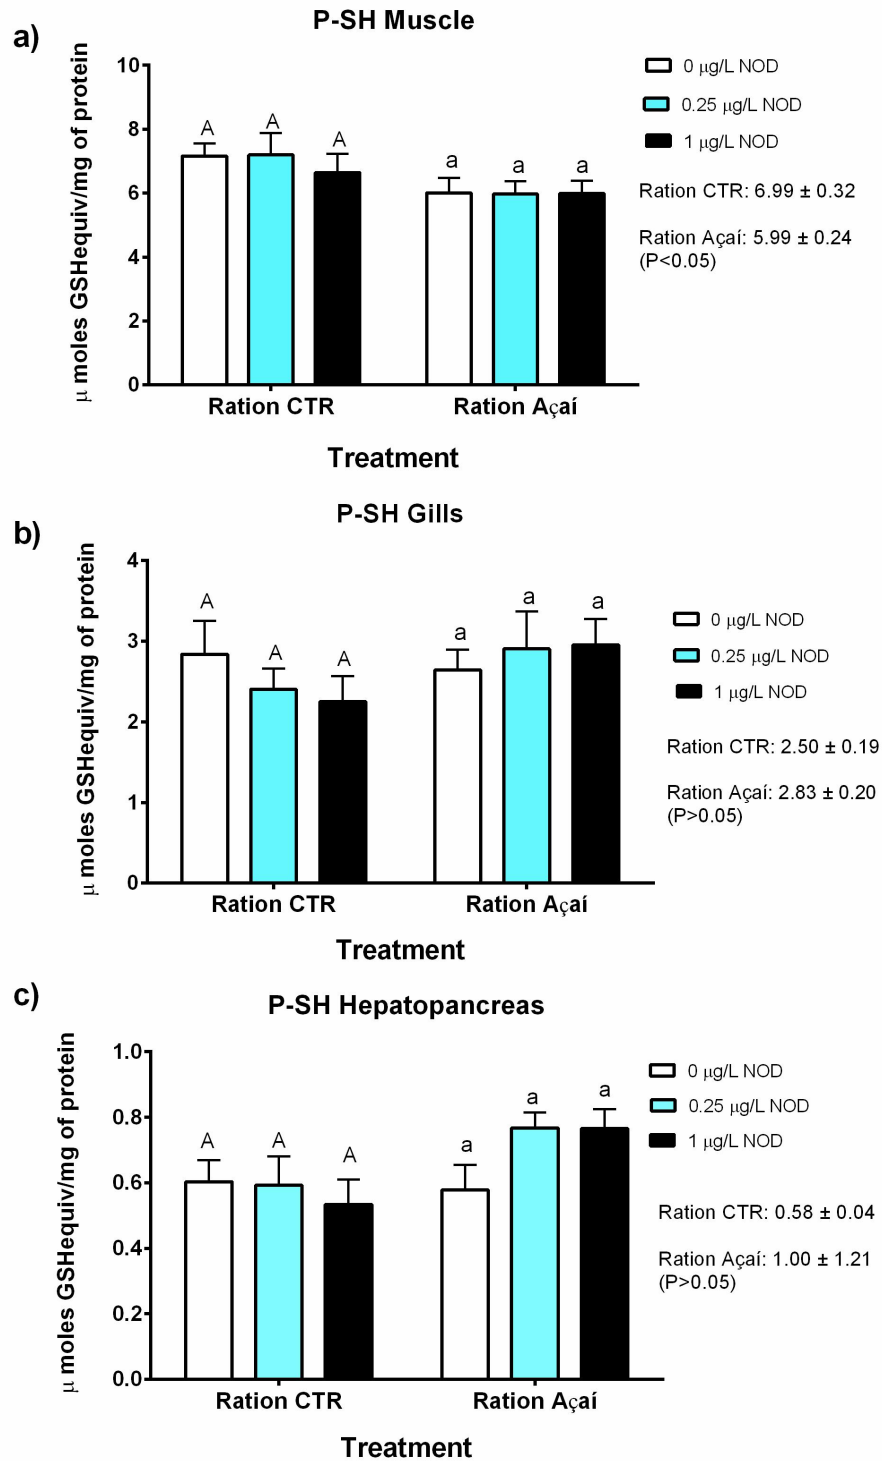 a)
P-SH Muscle
μ moles GSHequiv/mg of protein
10
8
6
4
2
0
A
A
A
a
a
a
Ration CTR
Ration Açaí
Treatment
0 μg/L NOD
0.25 μg/L NOD
1 μg/L NOD
Ration CTR: 6.99 ± 0.32
Ration Açaí: 5.99 ± 0.24
(P<0.05)
b)
P-SH Gills
μ moles GSHequiv/mg of protein
4
3
2
1
0
A
A
A
a
a
a
Ration CTR
Ration Açaí
Treatment
0 μg/L NOD
0.25 μg/L NOD
1 μg/L NOD
Ration CTR: 2.50 ± 0.19
Ration Açaí: 2.83 ± 0.20
(P>0.05)
c)
P-SH Hepatopancreas
μ moles GSHequiv/mg of protein
1.0
0.8
0.6
0.4
0.2
0.0
A
A
A
a
a
a
Ration CTR
Ration Açaí
Treatment
0 μg/L NOD
0.25 μg/L NOD
1 μg/L NOD
Ration CTR: 0.58 ± 0.04
Ration Açaí: 1.00 ± 1.21
(P>0.05)